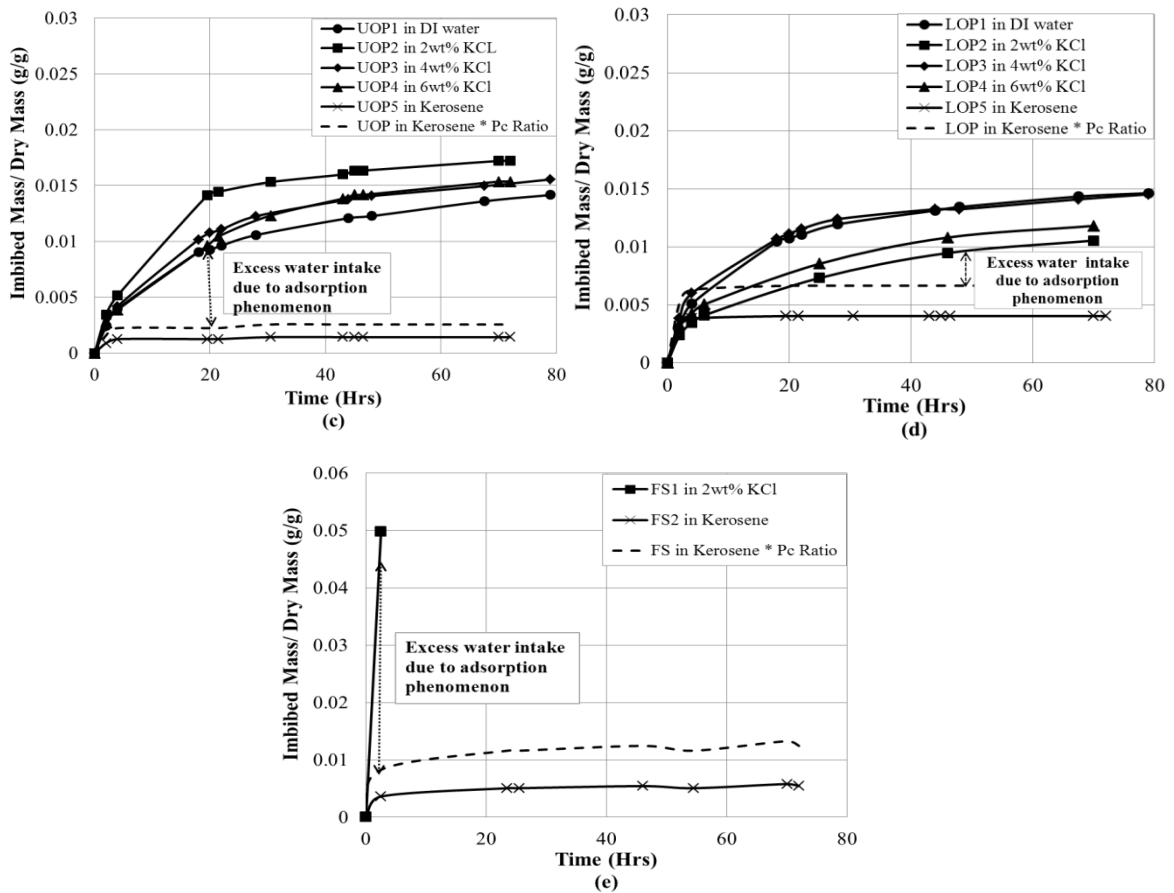 Imbibed Mass/ Dry Mass (g/g)
0.03
0.025
0.02
0.015
0.01
0.005
0
UOP1 in DI water
UOP2 in 2wt% KCL
UOP3 in 4wt% KCl
UOP4 in 6wt% KCl
UOP5 in Kerosene
UOP in Kerosene * Pc Ratio
Excess water intake
due to adsorption
phenomenon
0 20 40 60 80
Time (Hrs)
(c)
Imbibed Mass/ Dry Mass (g/g)
0.03
0.025
0.02
0.015
0.01
0.005
0
LOP1 in DI water
LOP2 in 2wt% KCl
LOP3 in 4wt% KCl
LOP4 in 6wt% KCl
LOP5 in Kerosene
LOP in Kerosene * Pc Ratio
Excess water intake
due to adsorption
phenomenon
0 20 40 60 80
Time (Hrs)
(d)
Imbibed Mass/ Dry Mass (g/g)
0.06
0.05
0.04
0.03
0.02
0.01
0
FS1 in 2wt% KCl
FS2 in Kerosene
FS in Kerosene * Pc Ratio
Excess water intake
due to adsorption
phenomenon
0 20 40 60 80
Time (Hrs)
(e)